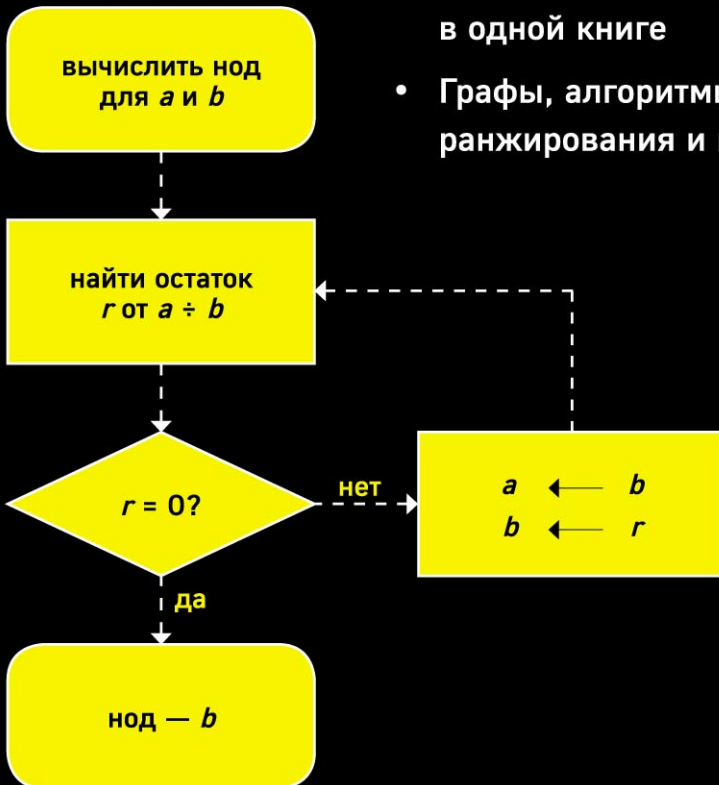 в одной книге
• Графы, алгоритмы
ранжирования и
вычислить нод
для a и b
найти остаток
r от a ÷ b
r = 0?
нет
a ← b
b ← r
да
нод — b